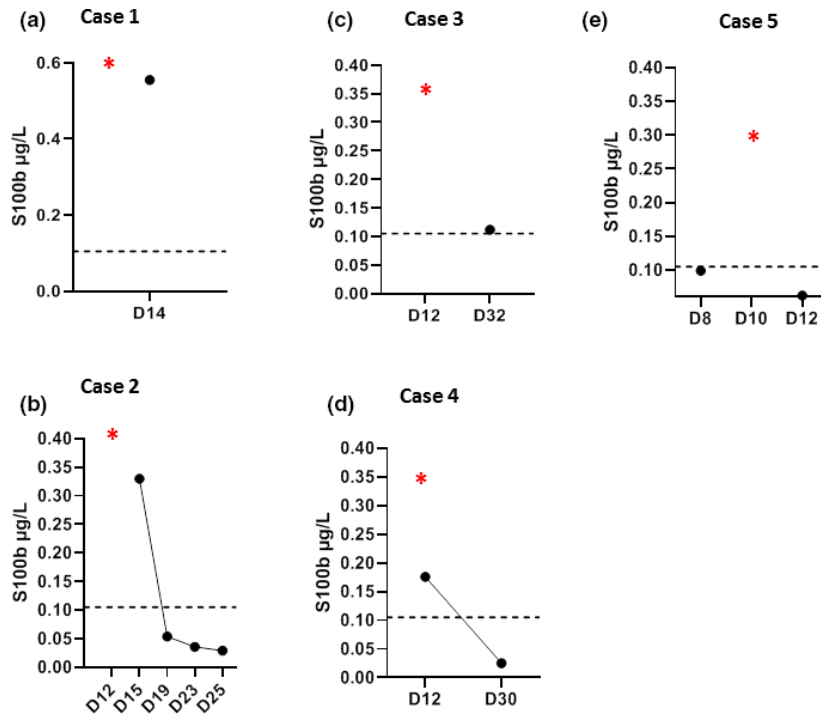 (a) Case 1
S100b µg/L
0.6
0.4
0.2
0.0
*
D14
(c) Case 3
S100b µg/L
0.40
0.35
0.30
0.25
0.20
0.15
0.10
0.05
0.00
*
D12 D32
(e) Case 5
S100b µg/L
0.40
0.35
0.30
0.25
0.20
0.15
0.10
*
D8 D10 D12
(b) Case 2
S100b µg/L
0.40
0.35
0.30
0.25
0.20
0.15
0.10
0.05
0.00
*
D12 D15 D19 D23 D25
(d) Case 4
S100b µg/L
0.40
0.35
0.30
0.25
0.20
0.15
0.10
0.05
0.00
*
D12 D30